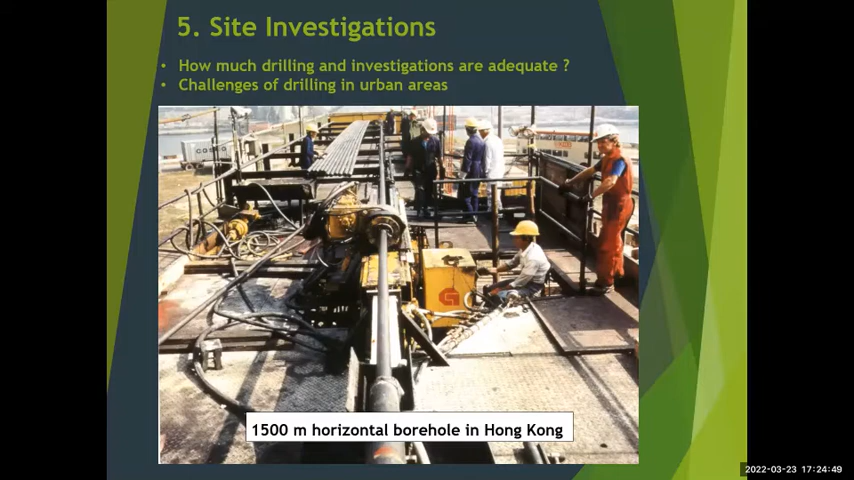 5. Site Investigations
• How much drilling and investigations are adequate ?
• Challenges of drilling in urban areas
1500 m horizontal borehole in Hong Kong
2022-03-23 17:24:49